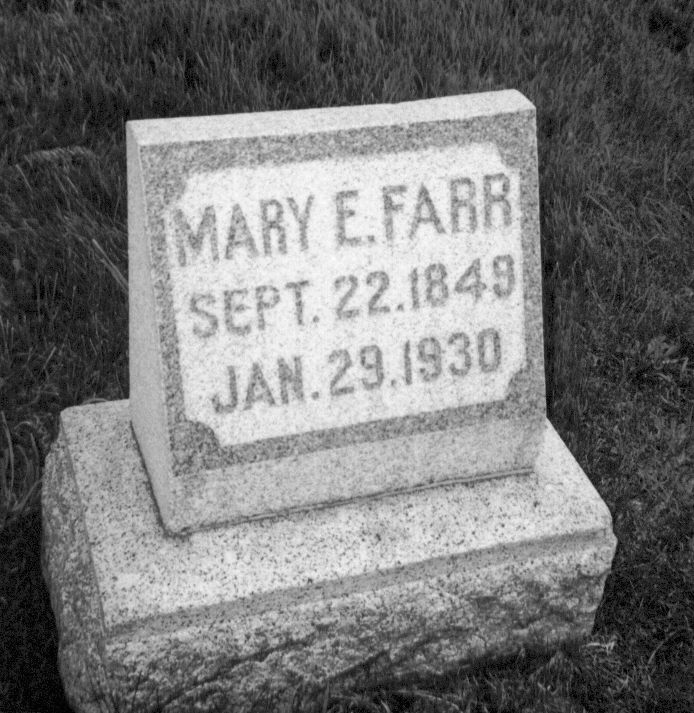 MARY E. FARR
SEPT. 22. 1849
JAN. 29. 1930